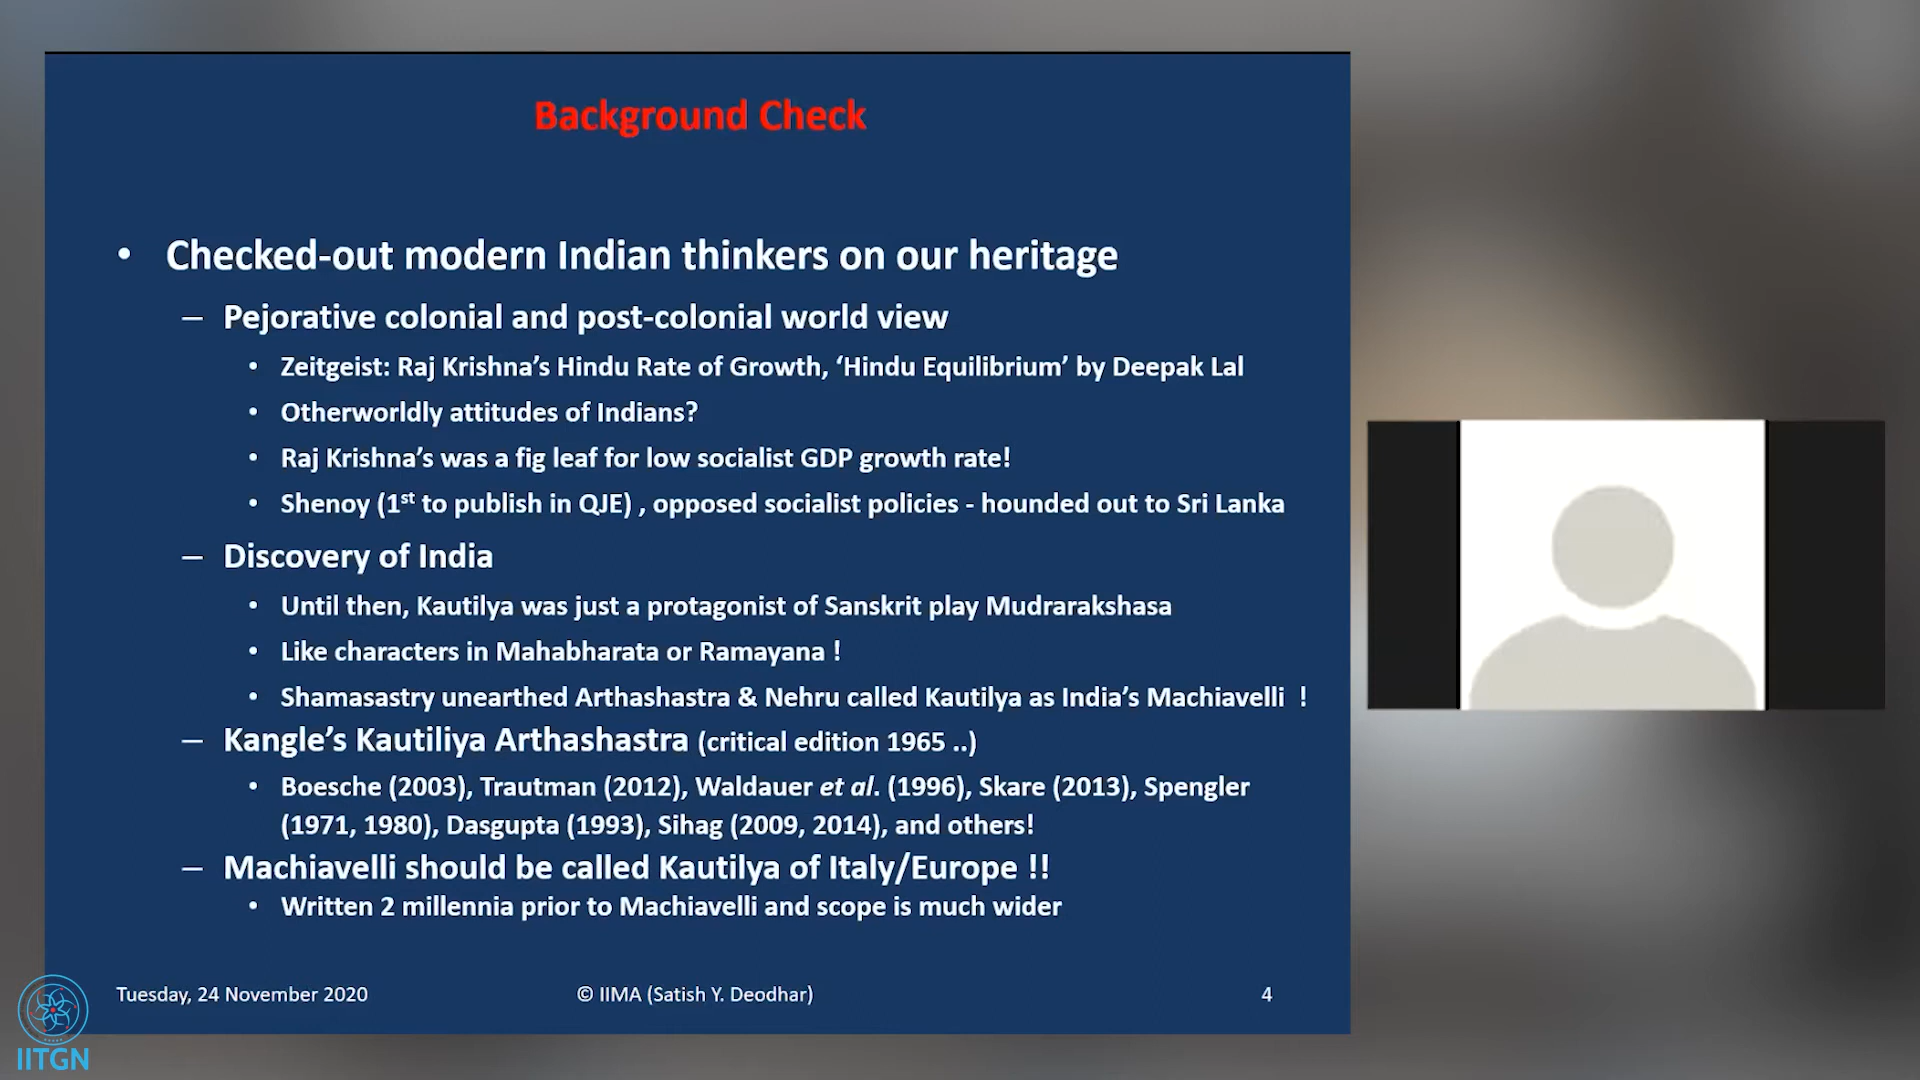 Background Check
• Checked-out modern Indian thinkers on our heritage
– Pejorative colonial and post-colonial world view
• Zeitgeist: Raj Krishna’s Hindu Rate of Growth, ‘Hindu Equilibrium’ by Deepak Lal
• Otherworldly attitudes of Indians?
• Raj Krishna’s was a fig leaf for low socialist GDP growth rate!
• Shenoy (1st to publish in QJE) , opposed socialist policies - hounded out to Sri Lanka
– Discovery of India
• Until then, Kautilya was just a protagonist of Sanskrit play Mudrarakshasa
• Like characters in Mahabharata or Ramayana !
• Shamasastry unearthed Arthashastra & Nehru called Kautilya as India’s Machiavelli !
– Kangle’s Kautiliya Arthashastra (critical edition 1965 ..)
• Boesche (2003), Trautman (2012), Waldauer et al. (1996), Skare (2013), Spengler
(1971, 1980), Dasgupta (1993), Sihag (2009, 2014), and others!
– Machiavelli should be called Kautilya of Italy/Europe !!
• Written 2 millennia prior to Machiavelli and scope is much wider
Tuesday, 24 November 2020
© IIMA (Satish Y. Deodhar)
4
IITGN